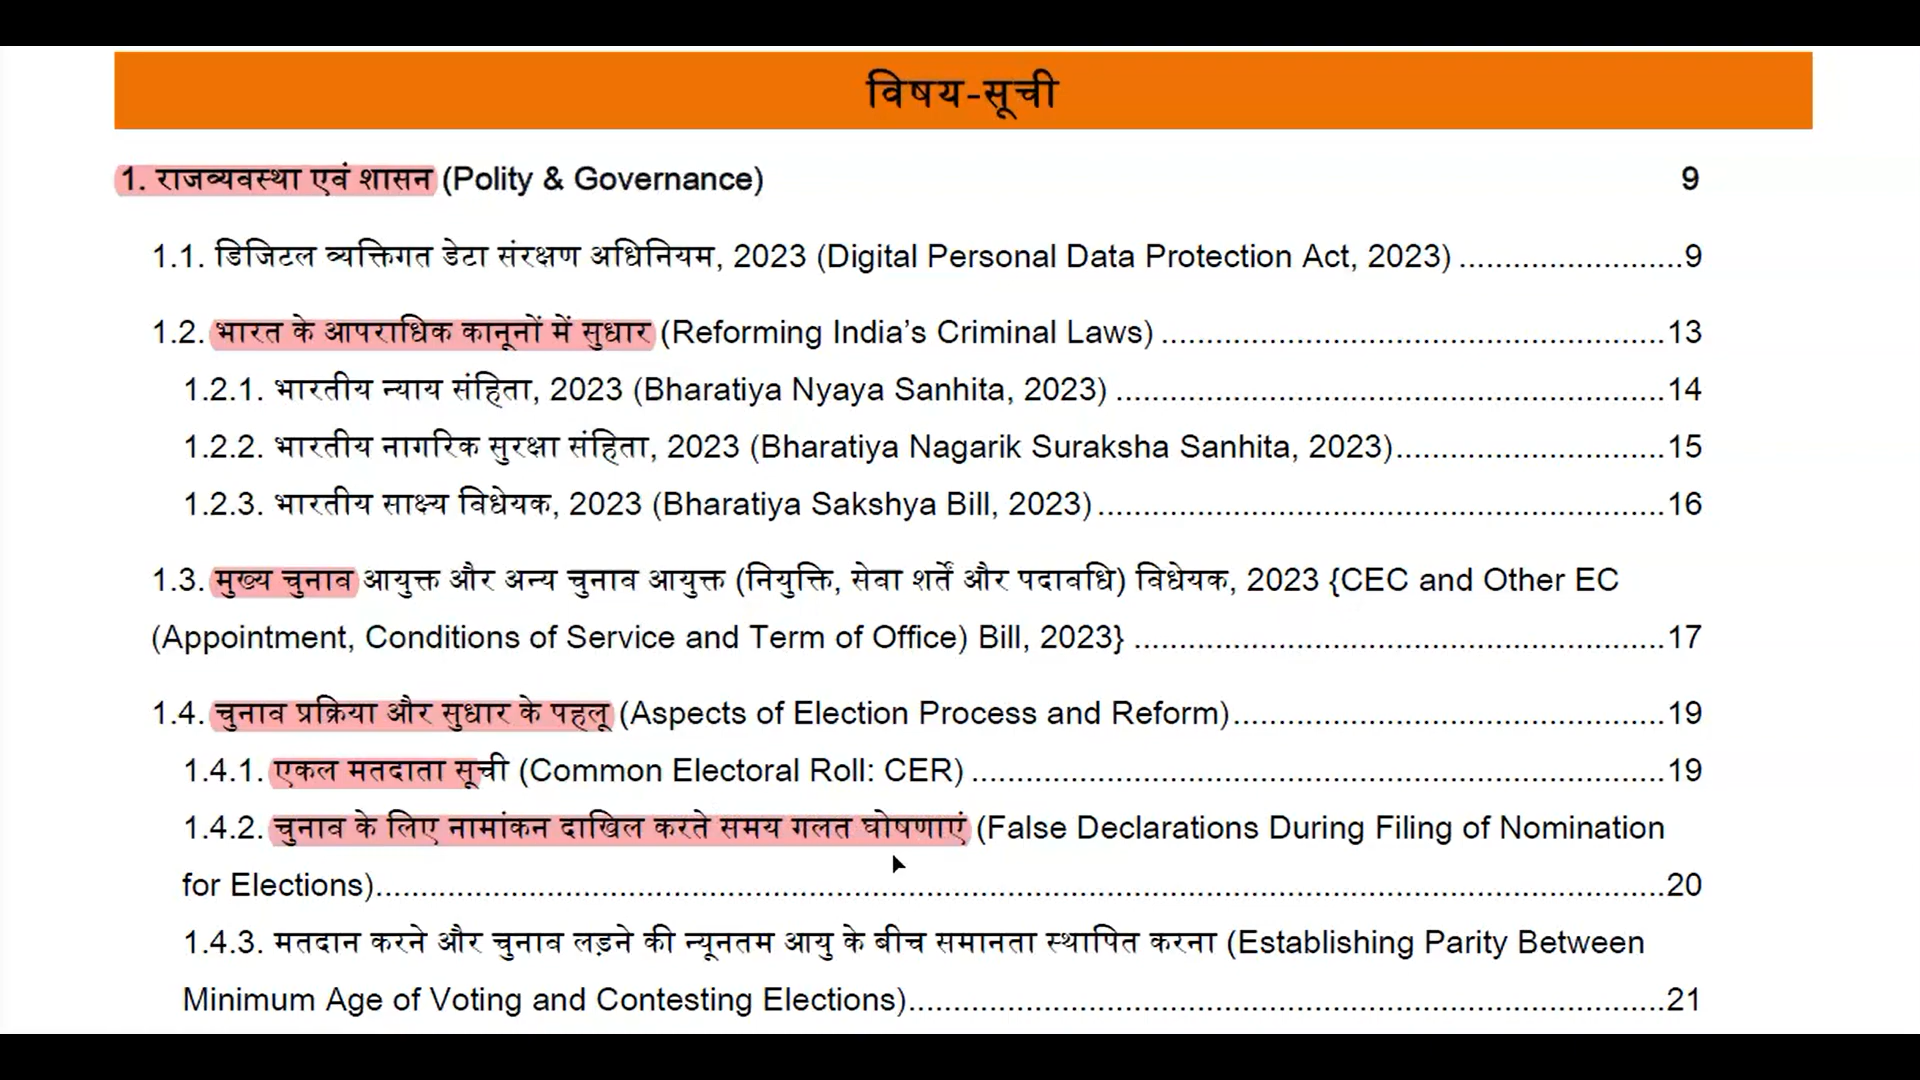 विषय-सूची
1. राजव्यवस्था एवं शासन (Polity & Governance) 9
1.1. डिजिटल व्यक्तिगत डेटा संरक्षण अधिनियम, 2023 (Digital Personal Data Protection Act, 2023) ........................9
1.2. भारत के आपराधिक कानूनों में सुधार (Reforming India’s Criminal Laws) ......................................................13
1.2.1. भारतीय न्याय संहिता, 2023 (Bharatiya Nyaya Sanhita, 2023) ...........................................................14
1.2.2. भारतीय नागरिक सुरक्षा संहिता, 2023 (Bharatiya Nagarik Suraksha Sanhita, 2023)..............................15
1.2.3. भारतीय साक्ष्य विधेयक, 2023 (Bharatiya Sakshya Bill, 2023).............................................................16
1.3. मुख्य चुनाव आयुक्त और अन्य चुनाव आयुक्त (नियुक्ति, सेवा शर्तें और पदावधि) विधेयक, 2023 {CEC and Other EC
(Appointment, Conditions of Service and Term of Office) Bill, 2023} .........................................................17
1.4. चुनाव प्रक्रिया और सुधार के पहलू (Aspects of Election Process and Reform)..............................................19
1.4.1. एकल मतदाता सूची (Common Electoral Roll: CER) ..........................................................................19
1.4.2. चुनाव के लिए नामांकन दाखिल करते समय गलत घोषणाएं (False Declarations During Filing of Nomination
for Elections)..........................................................................................................................................20
1.4.3. मतदान करने और चुनाव लड़ने की न्यूनतम आयु के बीच समानता स्थापित करना (Establishing Parity Between
Minimum Age of Voting and Contesting Elections)..................................................................................21